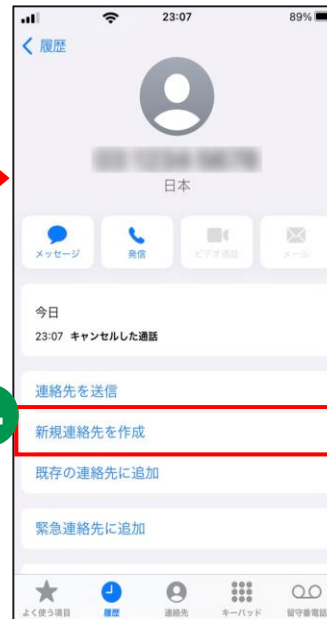 23:07
89%
履歴
日本
メッセージ
発信
ビデオ通話
メール
今日
23:07 キャンセルした通話
連絡先を送信
新規連絡先を作成
既存の連絡先に追加
緊急連絡先に追加
よく使う項目
履歴
連絡先
キーパッド
留守番電話